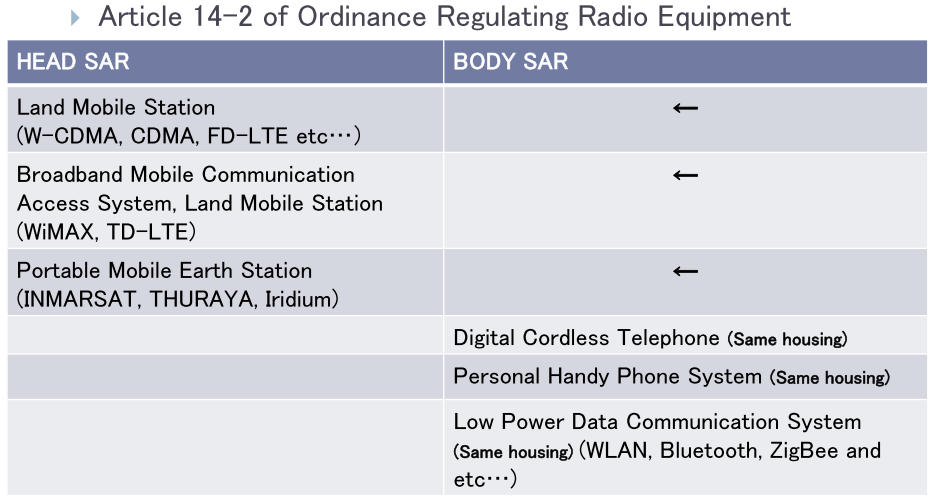 Article 14-2 of Ordinance Regulating Radio Equipment
HEAD SAR
BODY SAR
Land Mobile Station
(W-CDMA, CDMA, FD-LTE etc…)
←
Broadband Mobile Communication
Access System, Land Mobile Station
(WiMAX, TD-LTE)
←
Portable Mobile Earth Station
(INMARSAT, THURAYA, Iridium)
←
Digital Cordless Telephone (Same housing)
Personal Handy Phone System (Same housing)
Low Power Data Communication System
(Same housing) (WLAN, Bluetooth, ZigBee and
etc…)